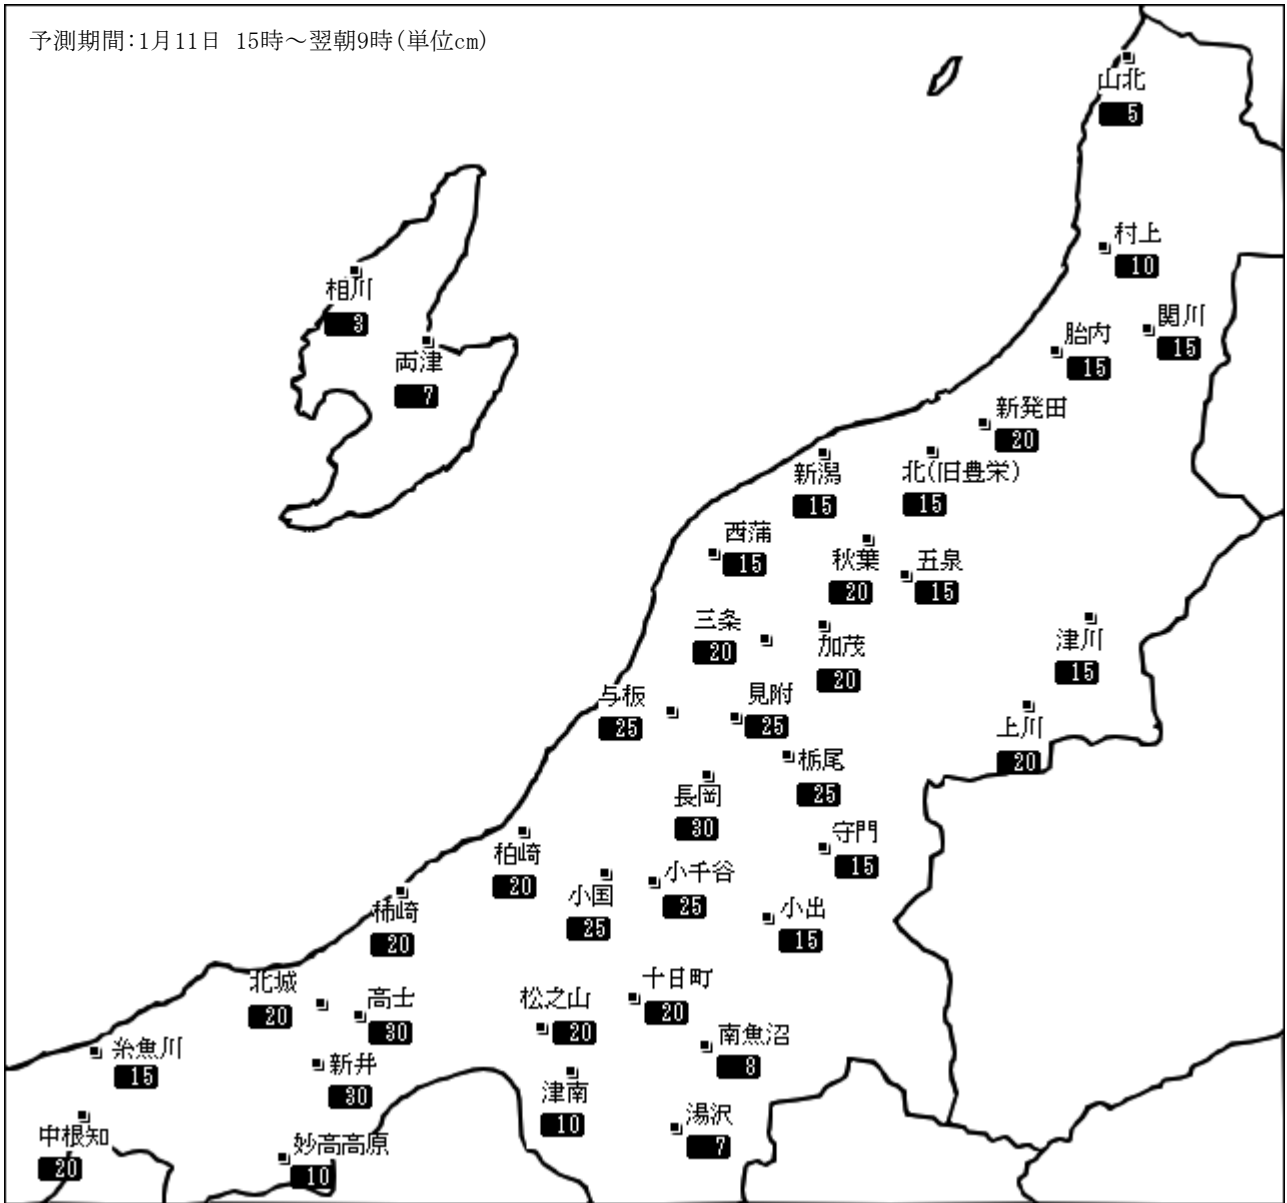 予測期間:1月11日 15時～翌朝9時(単位cm)
山北
5
村上
10
相川
3
関川
15
胎内
15
両津
7
新発田
20
新潟
15
北(旧豊栄)
15
西蒲
15
秋葉
20
五泉
15
三条
20
加茂
20
津川
15
与板
25
見附
25
上川
20
栃尾
25
長岡
30
守門
15
柏崎
20
小千谷
25
小国
25
柿崎
20
小出
15
北城
20
高士
30
松之山
20
十日町
20
南魚沼
8
糸魚川
15
新井
30
津南
10
湯沢
7
中根知
20
妙高高原
10